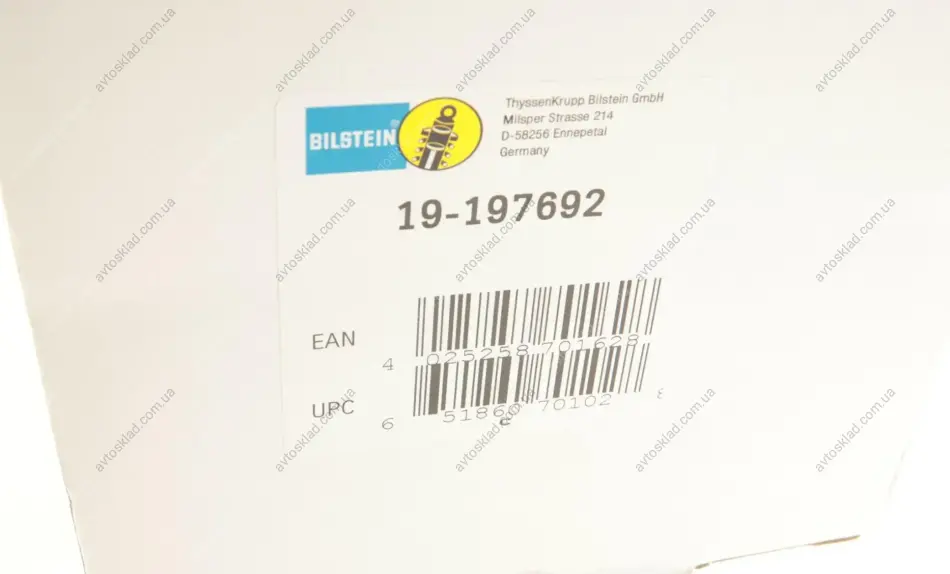 BILSTEIN®
ThyssenKrupp Bilstein GmbH
Milsper Strasse 214
D-58256 Ennepetal
Germany
19-197692
EAN
4 025258 701628
UPC
6 51860 70102
avtosklad.com.ua